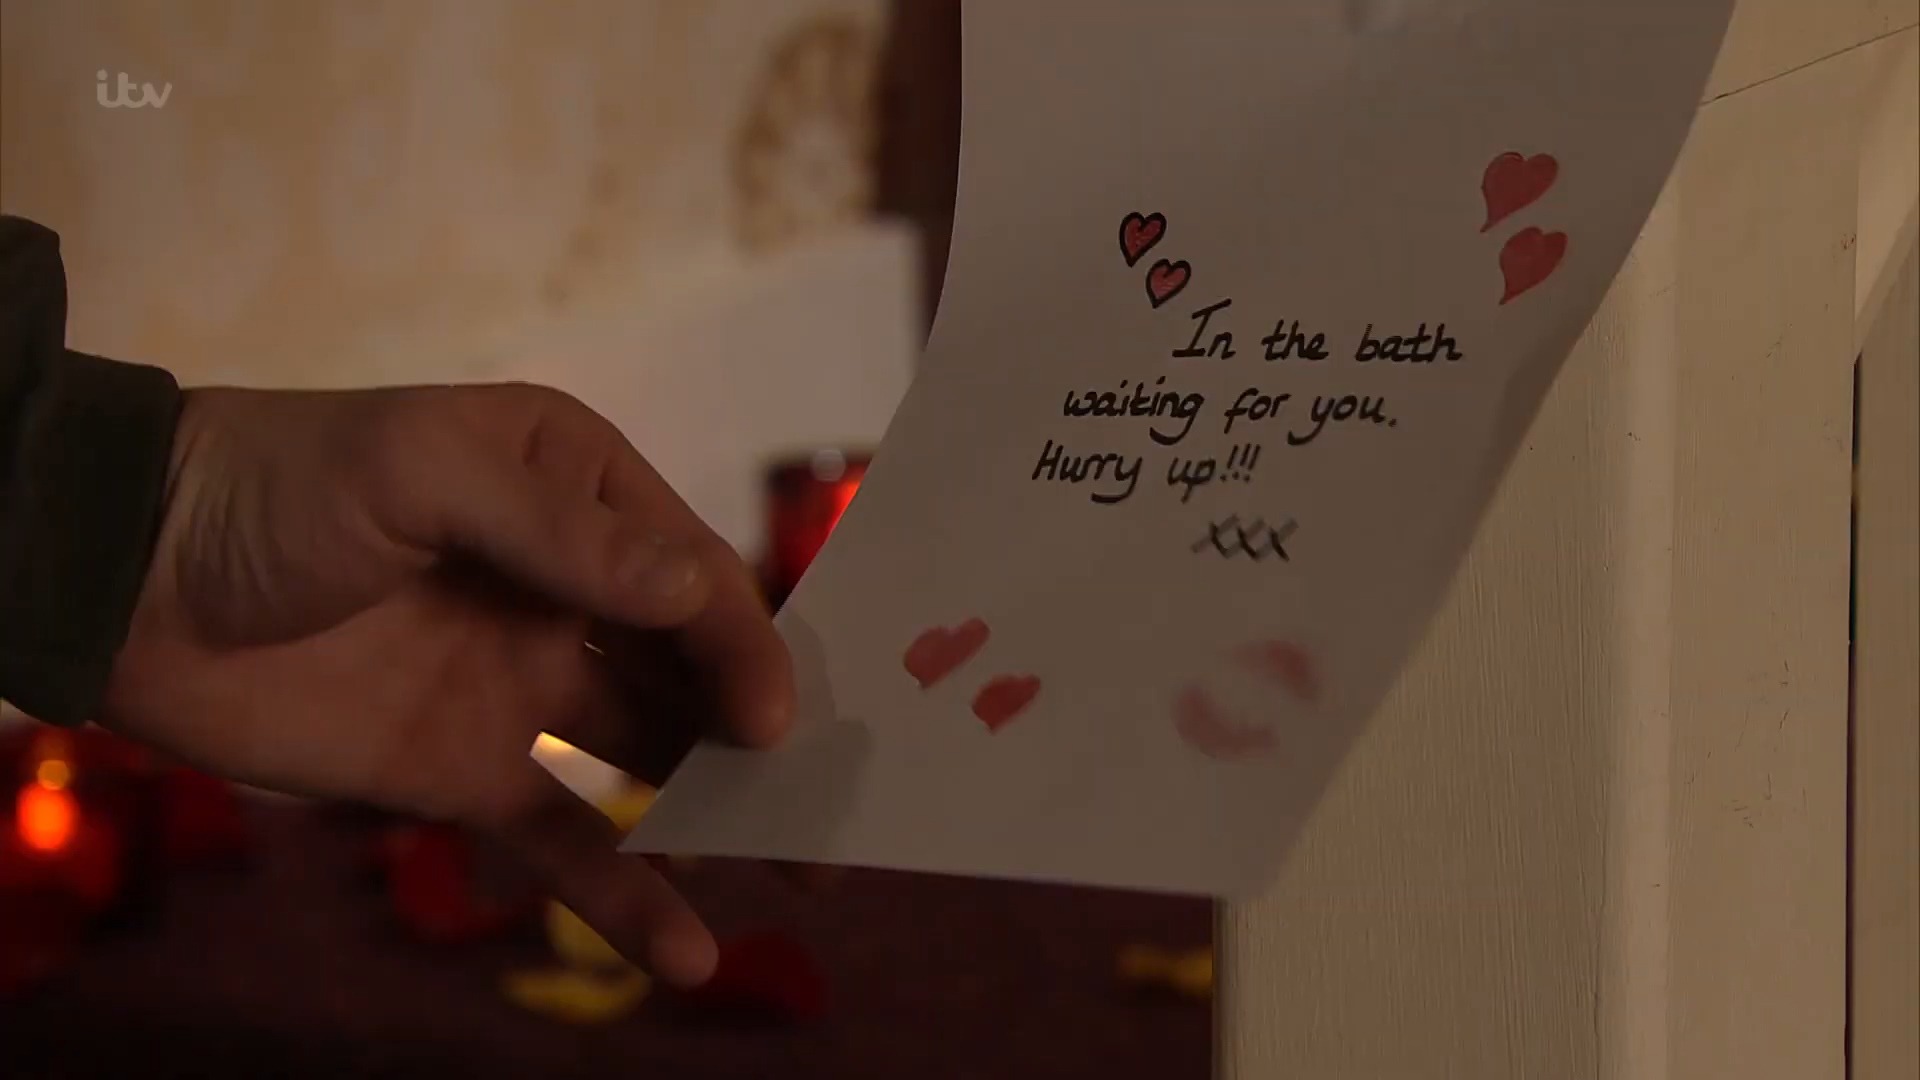 itv
In the bath
waiting for you.
Hurry up!!!
xxx